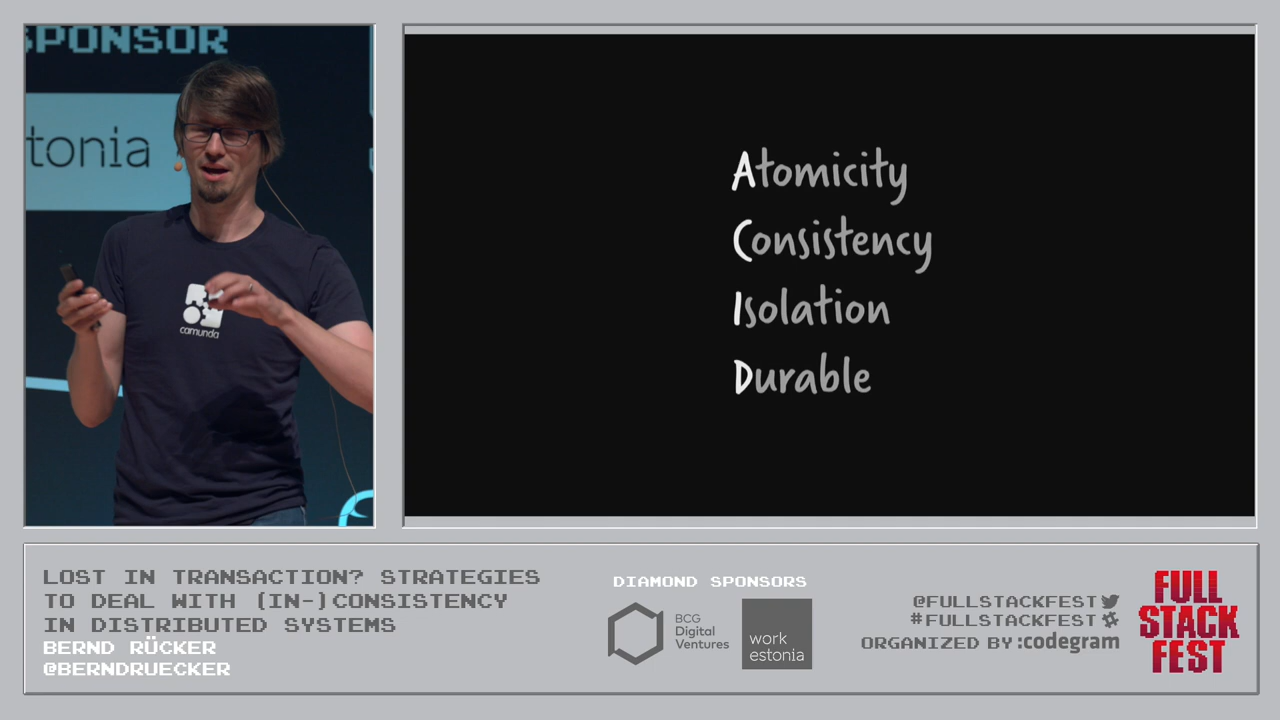 SPONSOR
stonia
camunda
Atomicity
Consistency
Isolation
Durable
LOST IN TRANSACTION? STRATEGIES
TO DEAL WITH (IN-)CONSISTENCY
IN DISTRIBUTED SYSTEMS
BERND RÜCKER
@BERNDRUECKER
DIAMOND SPONSORS
BCG
Digital
Ventures
work
estonia
@FULLSTACKFEST
#FULLSTACKFEST
ORGANIZED BY :codegram
FULL
STACK
FEST